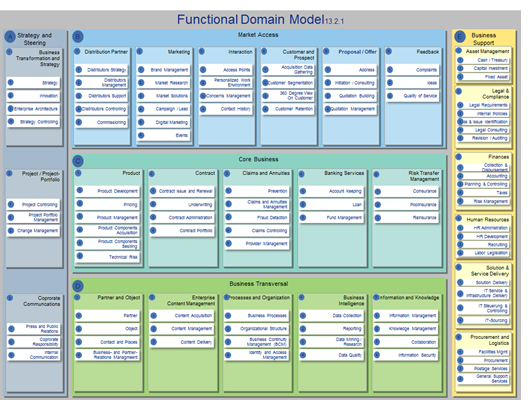 Functional Domain Model 13.2.1
A
Strategy and
Steering
Business
Transformation and
Strategy
Strategy
Innovation
Enterprise Architecture
Strategy Controlling
Project / Project-
Portfolio
Project Controlling
Project Portfolio
Management
Change Management
Coporate
Communications
Press and Public
Relations
Coprorate
Responsibility
Internal
Communication
B
Market Access
Distribution Partner
Distributors Strategy
Distributors
Management
Distributors Support
Distributors Controlling
Commissioning
Marketing
Brand Management
Market Research
Market Solutions
Campaign / Lead
Digital Marketing
Events
Interaction
Access Points
Personalized Work
Environment
Concerns Management
Contact History
Customer and
Prospect
Acquisition Data
Gathering
Customer Segmentation
360 Degree View
On Customer
Customer Retention
Proposal / Offer
Address
Initiation / Consulting
Quotation Building
Quotation Management
Feedback
Complaints
Ideas
Quality of Service
C
Core Business
Product
Product Development
Pricing
Product Management
Product Components
Acquisition
Product Components
Technical Risk
Contract
Contract Issue and Renewal
Underwriting
Contract Administration
Contract Portfolio
Claims and Annuities
Prevention
Claims and Annuities
Management
Fraud Detection
Claims Controlling
Provider Management
Banking Services
Account Keeping
Loan
Fund Management
Risk Transfer
Management
CoInsurance
PoolInsurance
ReInsurance
D
Business Transversal
Partner and Object
Partner
Object
Contact and Places
Business- and Partner-
Relations Management
Enterprise
Content Management
Content Acquisition
Content Management
Content Delivery
Processes and Organization
Business Processes
Organizational Structure
Business Continuity
Management (BCM)
Identity and Access
Management
Business
Intelligence
Data Collection
Reporting
Data Mining /
Research
Data Quality
Information and Knowledge
Information Management
Knowledge Management
Collaboration
Information Security
E
Business
Support
Asset Management
Cash / Treasury
Capital Investment
Fixed Asset
Legal &
Compliance
Legal Requirements
Internal Policies
& Issue Identification
Legal Consulting
Revision / Auditing
Finances
Collection &
Disbursement
Accounting
Planning & Controlling
Taxes
Risk Management
Human Resources
HR Administration
HR Development
Recruiting
Labor Legislation
Solution &
Service Delivery
Solution Delivery
IT Service &
Infrastructure Deliver
IT Steuering &
Controlling
IT-Sourcing
Procurement and
Logistics
Facilities Mgmt
Procurement
Postage Services
General Support
Services